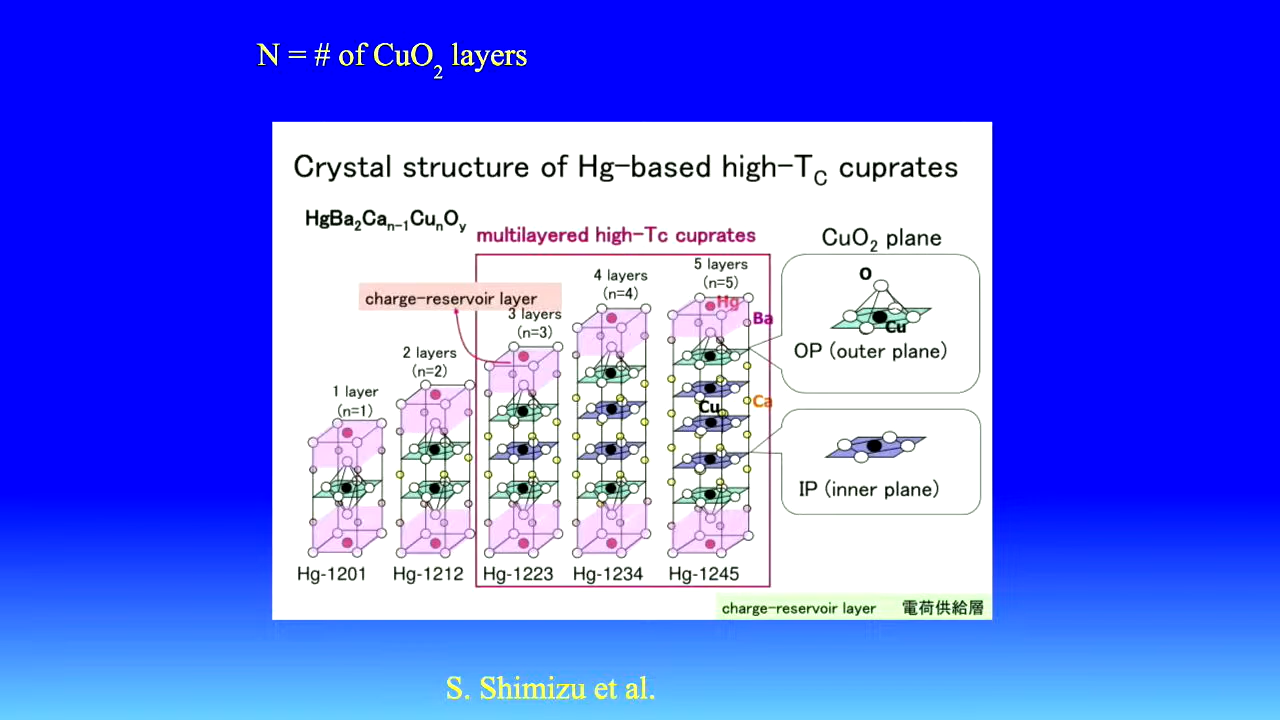 N = # of CuO2 layers
Crystal structure of Hg-based high-TC cuprates
HgBa2Can-1CunOy
multilayered high-Tc cuprates
CuO2 plane
charge-reservoir layer
1 layer
(n=1)
2 layers
(n=2)
3 layers
(n=3)
4 layers
(n=4)
5 layers
(n=5)
Hg
Ba
Cu
Ca
O
Cu
OP (outer plane)
IP (inner plane)
Hg-1201
Hg-1212
Hg-1223
Hg-1234
Hg-1245
charge-reservoir layer 電荷供給層
S. Shimizu et al.